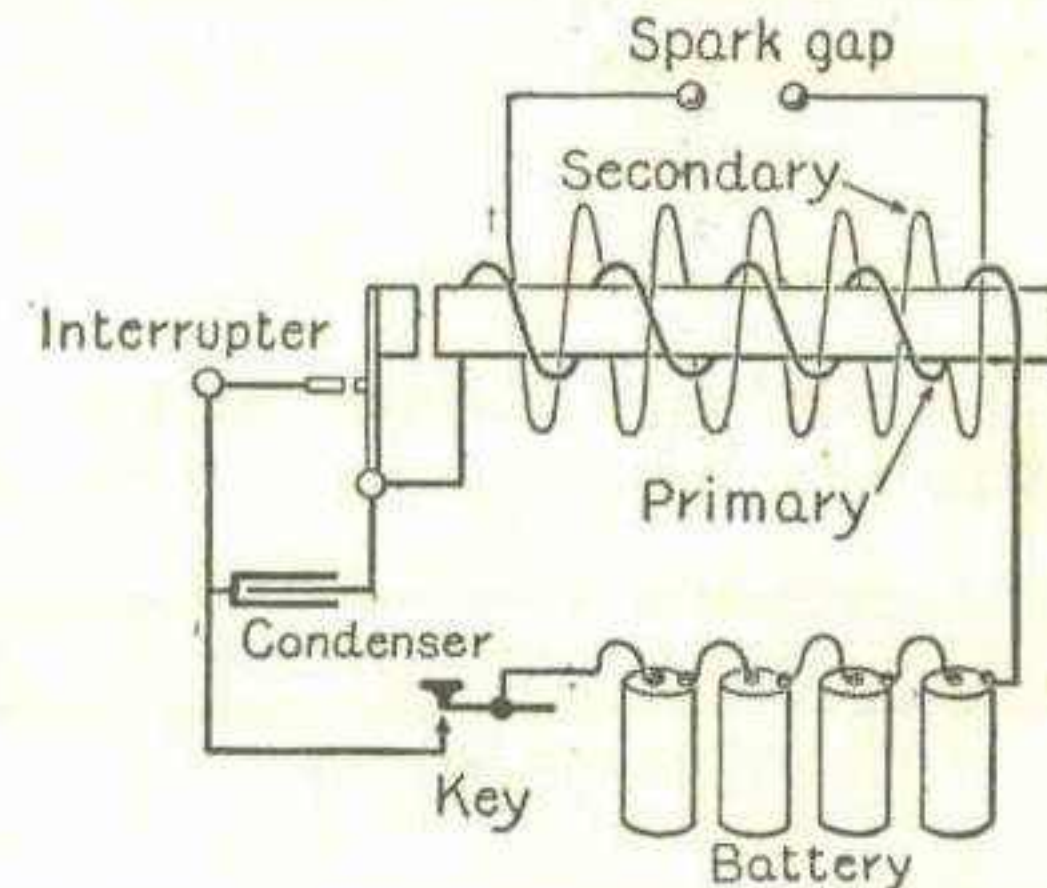 Spark gap
Secondary
Interrupter
Primary
Condenser
Key
Battery